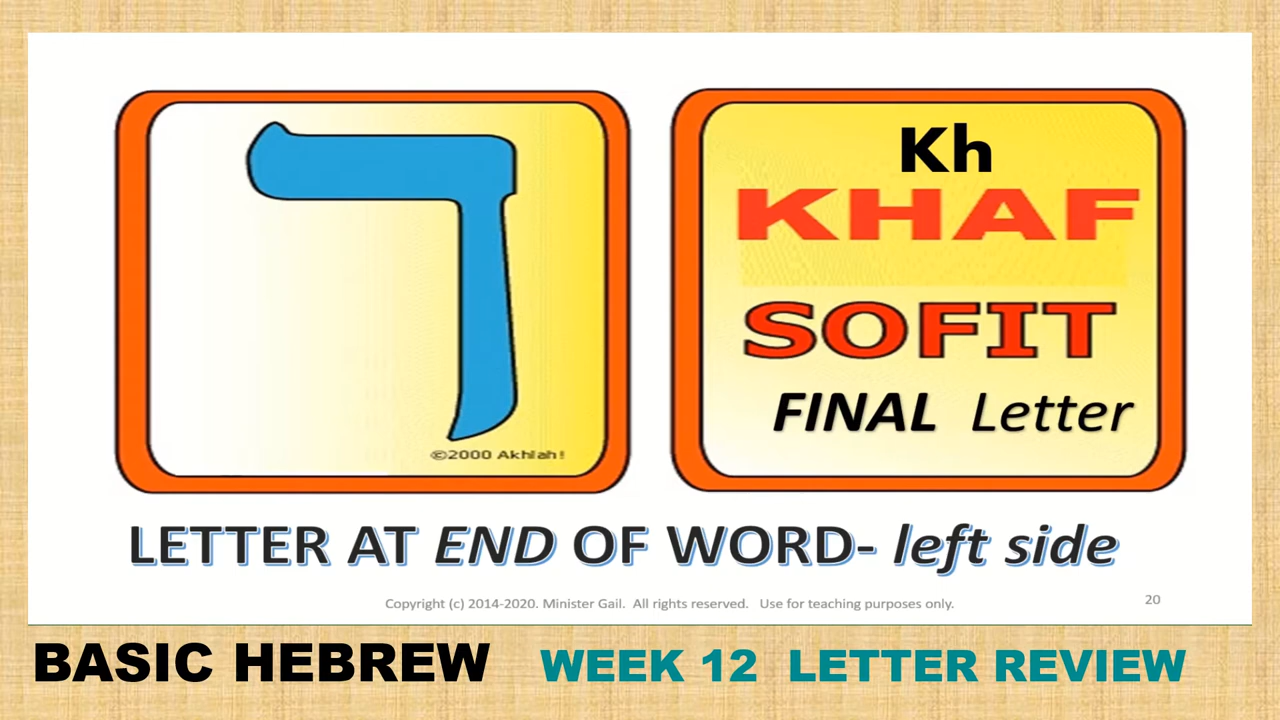 ך
©2000 Akhlah!
Kh
KHAF
SOFIT
FINAL Letter
LETTER AT END OF WORD- left side
Copyright (c) 2014-2020. Minister Gail. All rights reserved. Use for teaching purposes only.
20
BASIC HEBREW WEEK 12 LETTER REVIEW